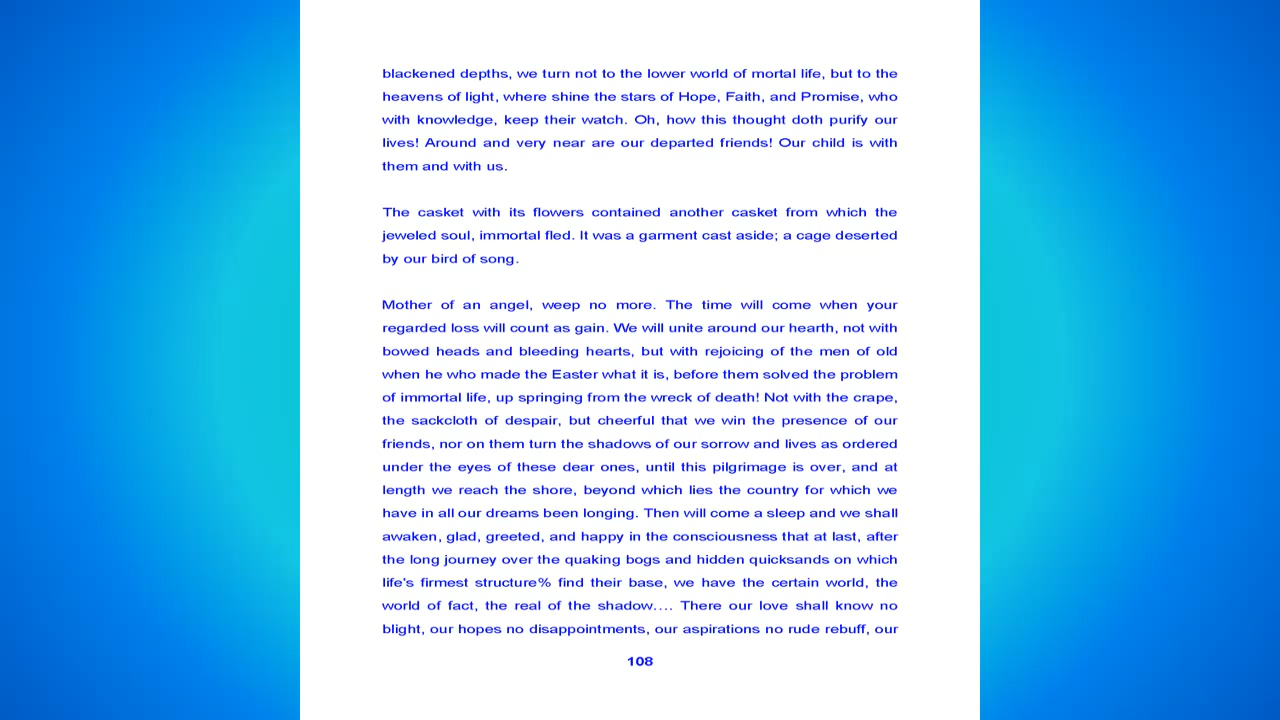 blackened depths, we turn not to the lower world of mortal life, but to the
heavens of light, where shine the stars of Hope, Faith, and Promise, who
with knowledge, keep their watch. Oh, how this thought doth purify our
lives! Around and very near are our departed friends! Our child is with
them and with us.
The casket with its flowers contained another casket from which the
jeweled soul, immortal fled. It was a garment cast aside; a cage deserted
by our bird of song.
Mother of an angel, weep no more. The time will come when your
regarded loss will count as gain. We will unite around our hearth, not with
bowed heads and bleeding hearts, but with rejoicing of the men of old
when he who made the Easter what it is, before them solved the problem
of immortal life, up springing from the wreck of death! Not with the crape,
the sackcloth of despair, but cheerful that we win the presence of our
friends, nor on them turn the shadows of our sorrow and lives as ordered
under the eyes of these dear ones, until this pilgrimage is over, and at
length we reach the shore, beyond which lies the country for which we
have in all our dreams been longing. Then will come a sleep and we shall
awaken, glad, greeted, and happy in the consciousness that at last, after
the long journey over the quaking bogs and hidden quicksands on which
life's firmest structure% find their base, we have the certain world, the
world of fact, the real of the shadow…. There our love shall know no
blight, our hopes no disappointments, our aspirations no rude rebuff, our
108